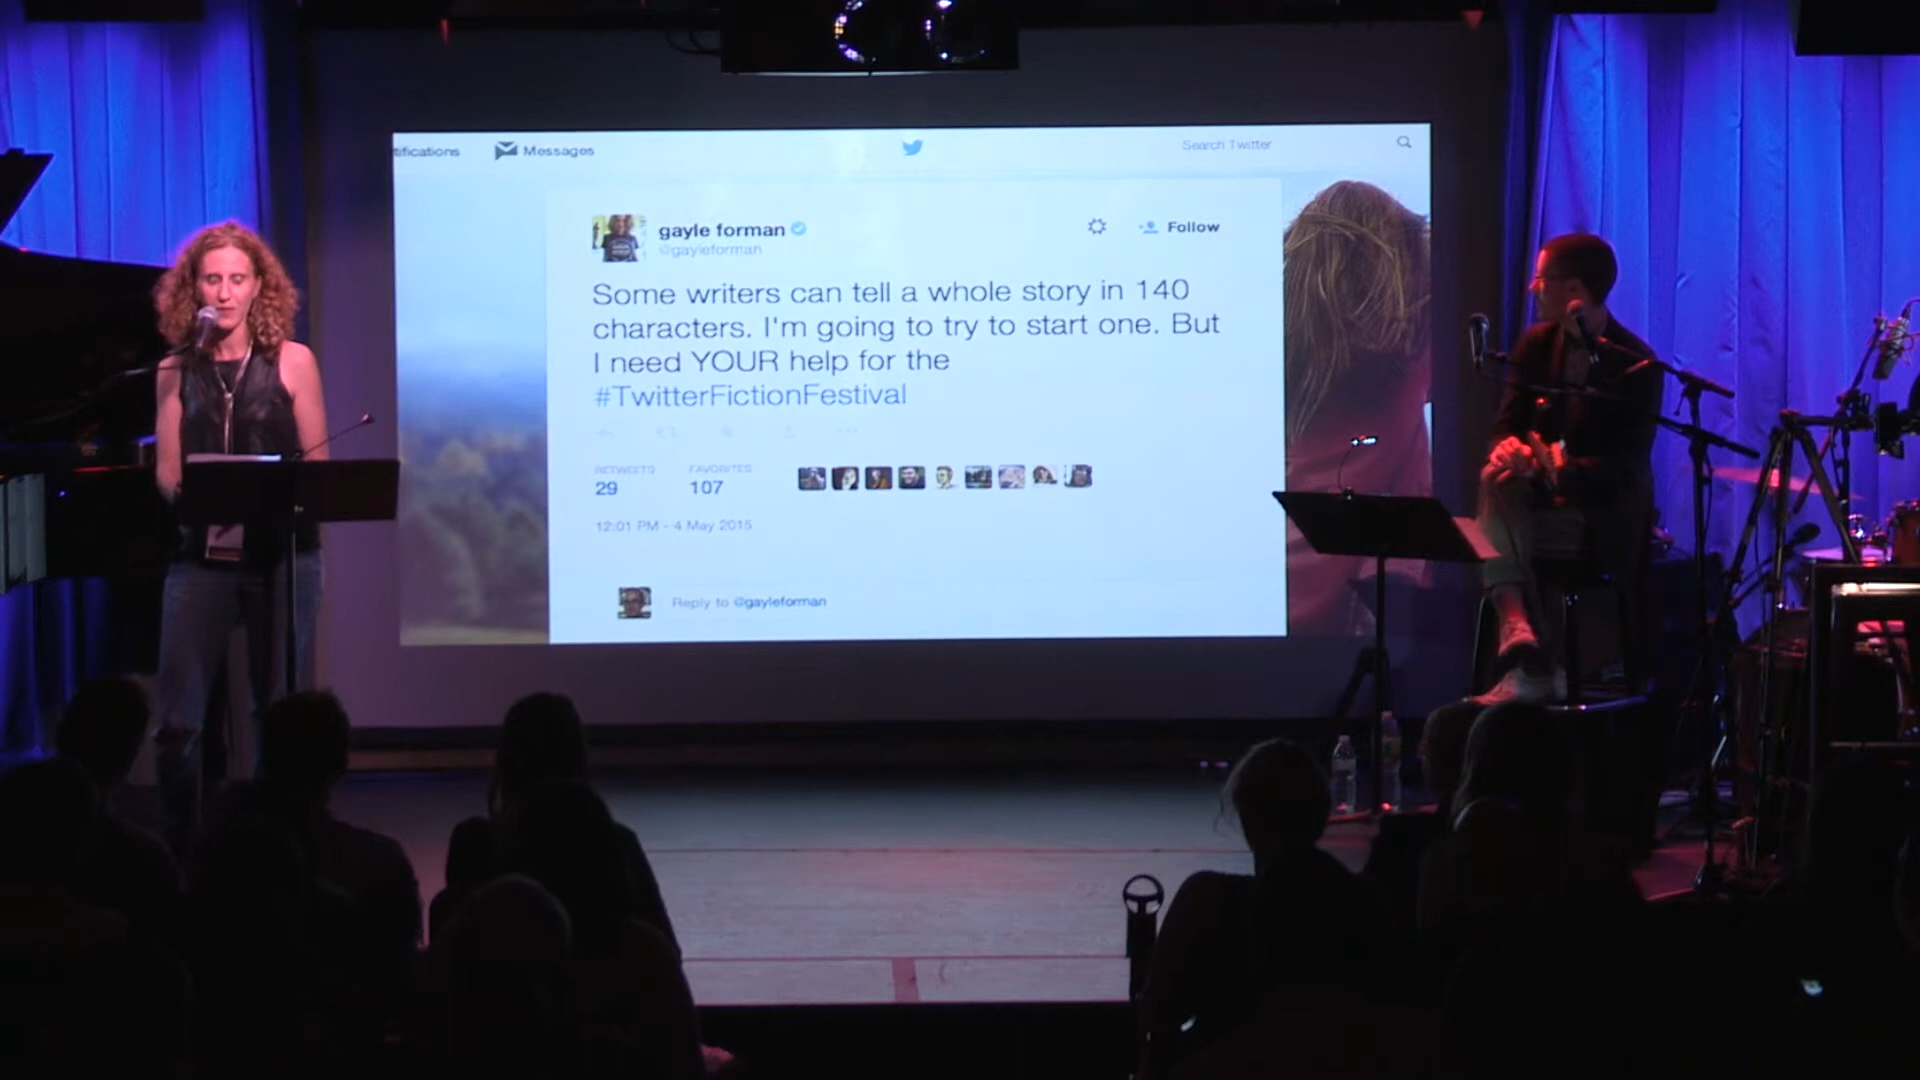 tifications
Messages
Search Twitter
gayle forman
@gayleforman
Follow
Some writers can tell a whole story in 140
characters. I'm going to try to start one. But
I need YOUR help for the
#TwitterFictionFestival
RETWEETS
29
FAVORITES
107
12:01 PM - 4 May 2015
Reply to @gayleforman